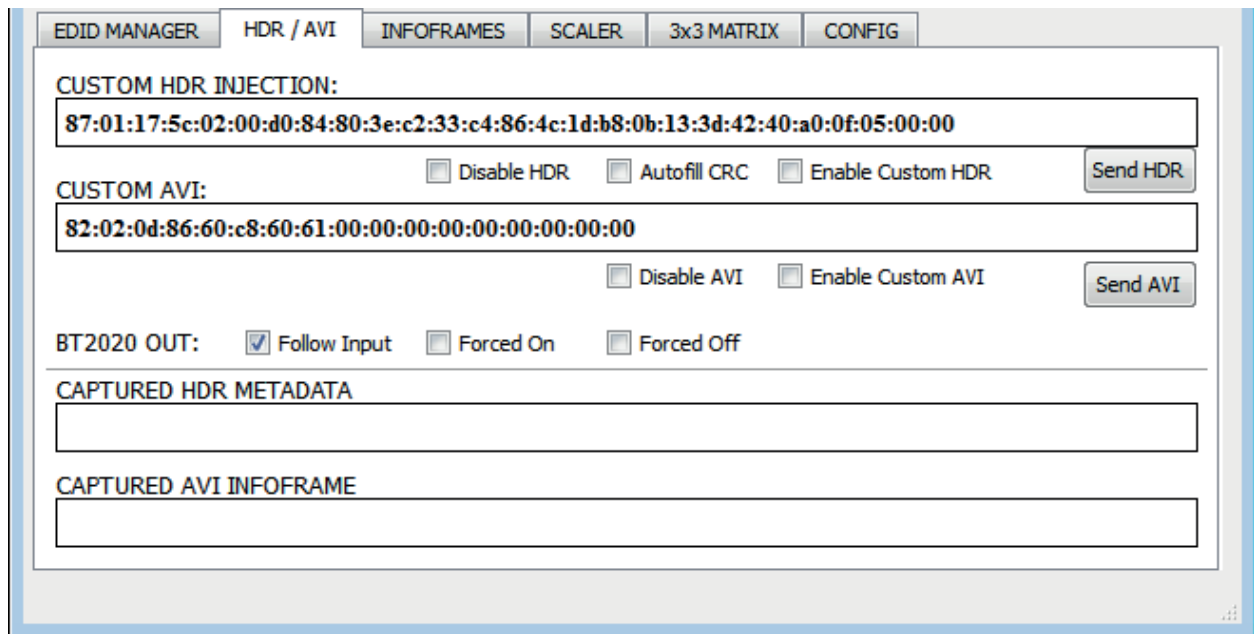 EDID MANAGER HDR / AVI INFOFRAMES SCALER 3x3 MATRIX CONFIG
CUSTOM HDR INJECTION:
87:01:17:5c:02:00:d0:84:80:3e:c2:33:c4:86:4c:1d:b8:0b:13:3d:42:40:a0:0f:05:00:00
Disable HDR Autofill CRC Enable Custom HDR Send HDR
CUSTOM AVI:
82:02:0d:86:60:c8:60:61:00:00:00:00:00:00:00:00:00
Disable AVI Enable Custom AVI Send AVI
BT2020 OUT: Follow Input Forced On Forced Off
CAPTURED HDR METADATA
CAPTURED AVI INFOFRAME